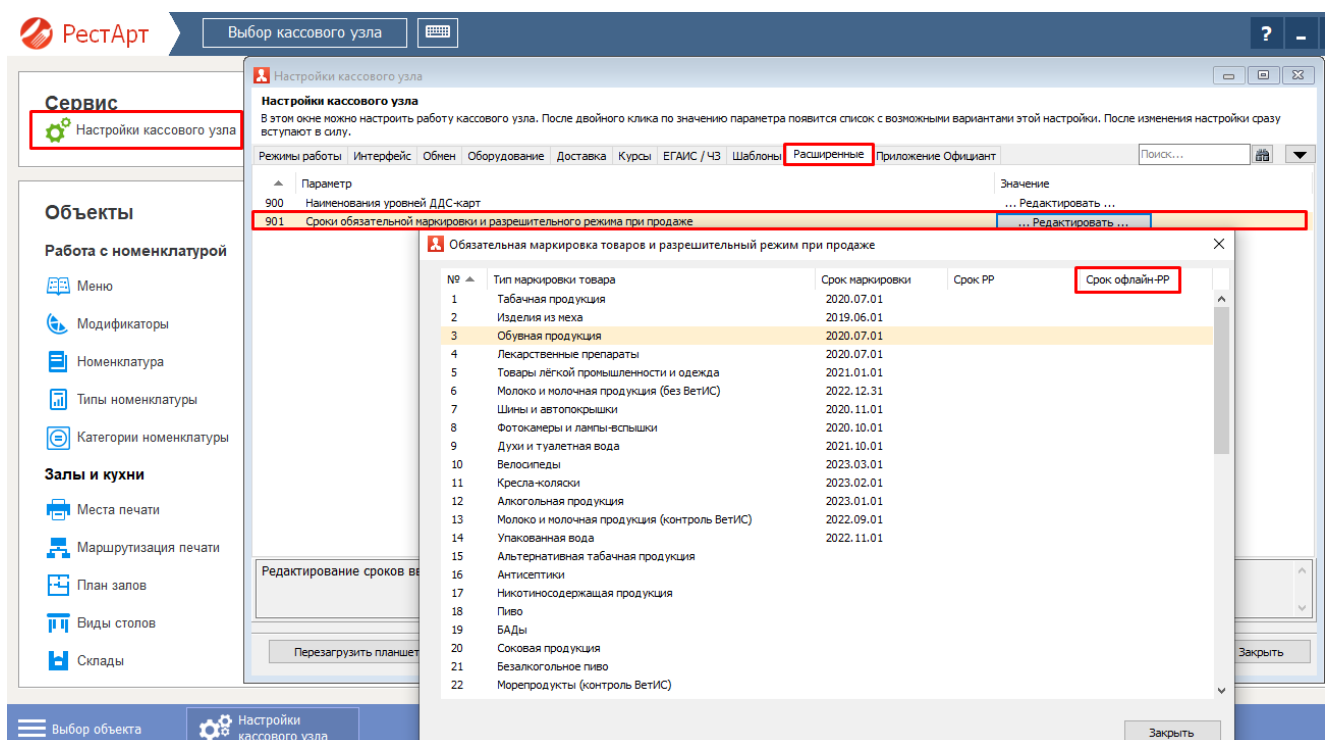 РестАрт
Выбор кассового узла
?
Сервис
Настройки кассового узла
Объекты
Работа с номенклатурой
Меню
Модификаторы
Номенклатура
Типы номенклатуры
Категории номенклатуры
Залы и кухни
Места печати
Маршрутизация печати
План залов
Виды столов
Склады
Настройки кассового узла
Настройки кассового узла
В этом окне можно настроить работу кассового узла. После двойного клика по значению параметра появится список с возможными вариантами этой настройки. После изменения настройки сразу
вступают в силу.
Режимы работы Интерфейс Обмен Оборудование Доставка Курсы ЕГАИС / ЧЗ Шаблоны Расширенные Приложение Официант Поиск...
Параметр Значение
900 Наименования уровней ДДС-карт ... Редактировать ...
901 Сроки обязательной маркировки и разрешительного режима при продаже ... Редактировать ...
Обязательная маркировка товаров и разрешительный режим при продаже
№ Тип маркировки товара Срок маркировки Срок РР Срок офлайн-РР
1 Табачная продукция 2020.07.01
2 Изделия из меха 2019.06.01
3 Обувная продукция 2020.07.01
4 Лекарственные препараты 2020.07.01
5 Товары лёгкой промышленности и одежда 2021.01.01
6 Молоко и молочная продукция (без ВетИС) 2022.12.31
7 Шины и автопокрышки 2020.11.01
8 Фотокамеры и лампы-вспышки 2020.10.01
9 Духи и туалетная вода 2021.10.01
10 Велосипеды 2023.03.01
11 Кресла-коляски 2023.02.01
12 Алкогольная продукция 2023.01.01
13 Молоко и молочная продукция (контроль ВетИС) 2022.09.01
14 Упакованная вода 2022.11.01
15 Альтернативная табачная продукция
16 Антисептики
17 Никотиносодержащая продукция
18 Пиво
19 БАДы
20 Соковая продукция
21 Безалкогольное пиво
22 Морепродукты (контроль ВетИС)
Закрыть
Редактирование сроков
Перезагрузить
Закрыть
Выбор объекта
Настройки
кассового узла